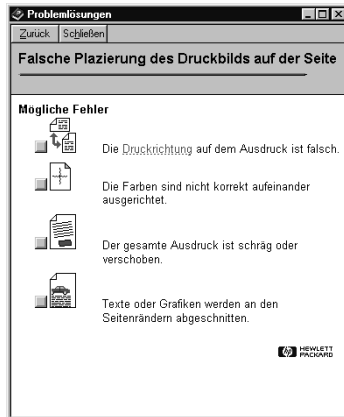 Problemlösungen
Zurück Schließen
Falsche Plazierung des Druckbilds auf der Seite
Mögliche Fehler
Die Druckrichtung auf dem Ausdruck ist falsch.
Die Farben sind nicht korrekt aufeinander
ausgerichtet.
Der gesamte Ausdruck ist schräg oder
verschoben.
Texte oder Grafiken werden an den
Seitenrändern abgeschnitten.
hp HEWLETT
PACKARD